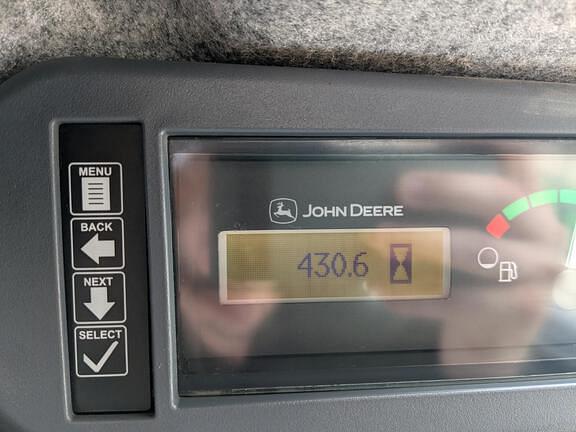 MENU
BACK
NEXT
SELECT
JOHN DEERE
430.6